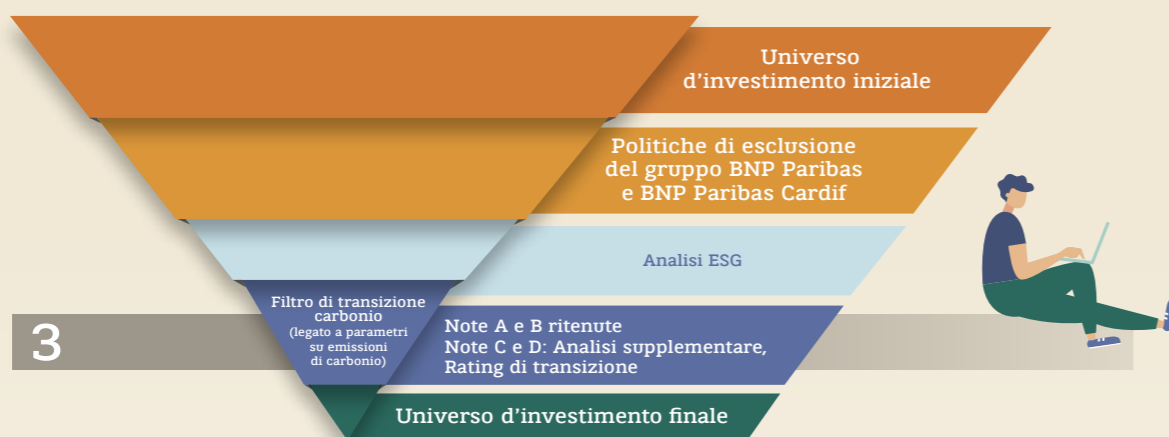 Universo
d'investimento iniziale
Politiche di esclusione
del gruppo BNP Paribas
e BNP Paribas Cardif
Analisi ESG
Filtro di transizione
carbonio
(legato a parametri
su emissioni
di carbonio)
3
Note A e B ritenute
Note C e D: Analisi supplementare,
Rating di transizione
Universo d'investimento finale